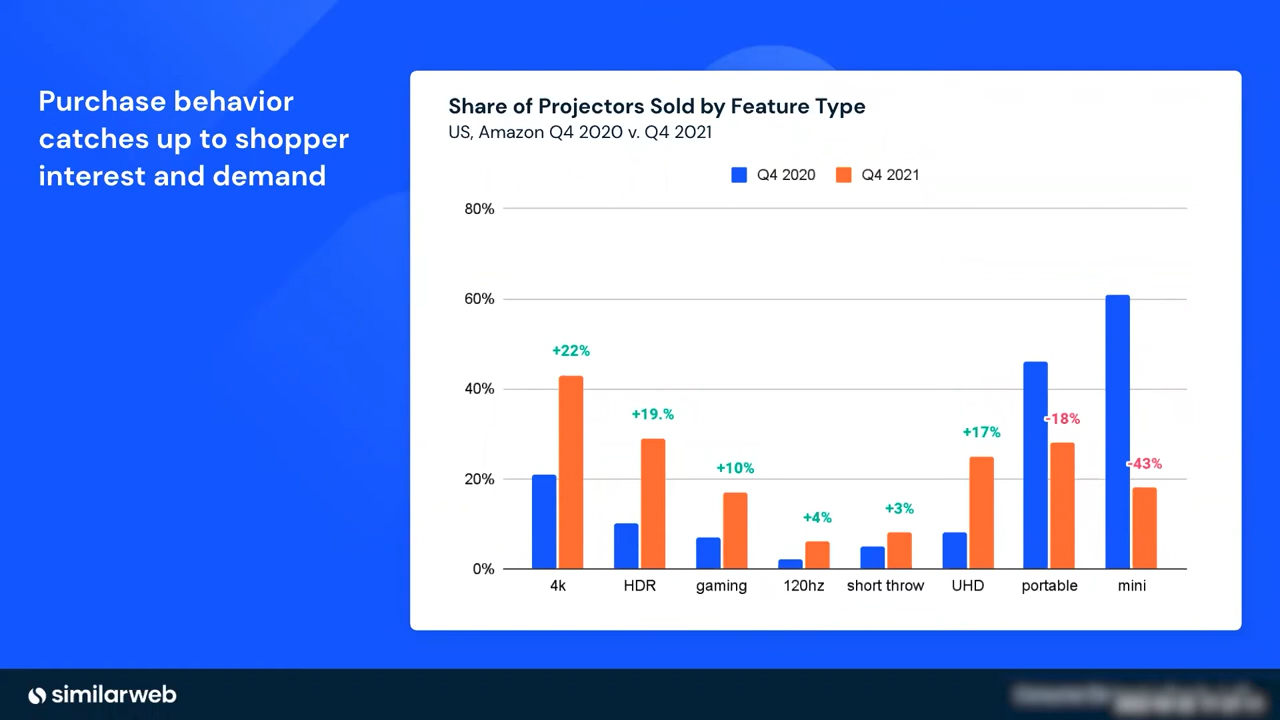 Purchase behavior
catches up to shopper
interest and demand
Share of Projectors Sold by Feature Type
US, Amazon Q4 2020 v. Q4 2021
Q4 2020 Q4 2021
80%
60%
40%
20%
0%
+22%
+19.%
+10%
+4%
+3%
+17%
-18%
-43%
4k HDR gaming 120hz short throw UHD portable mini
similarweb